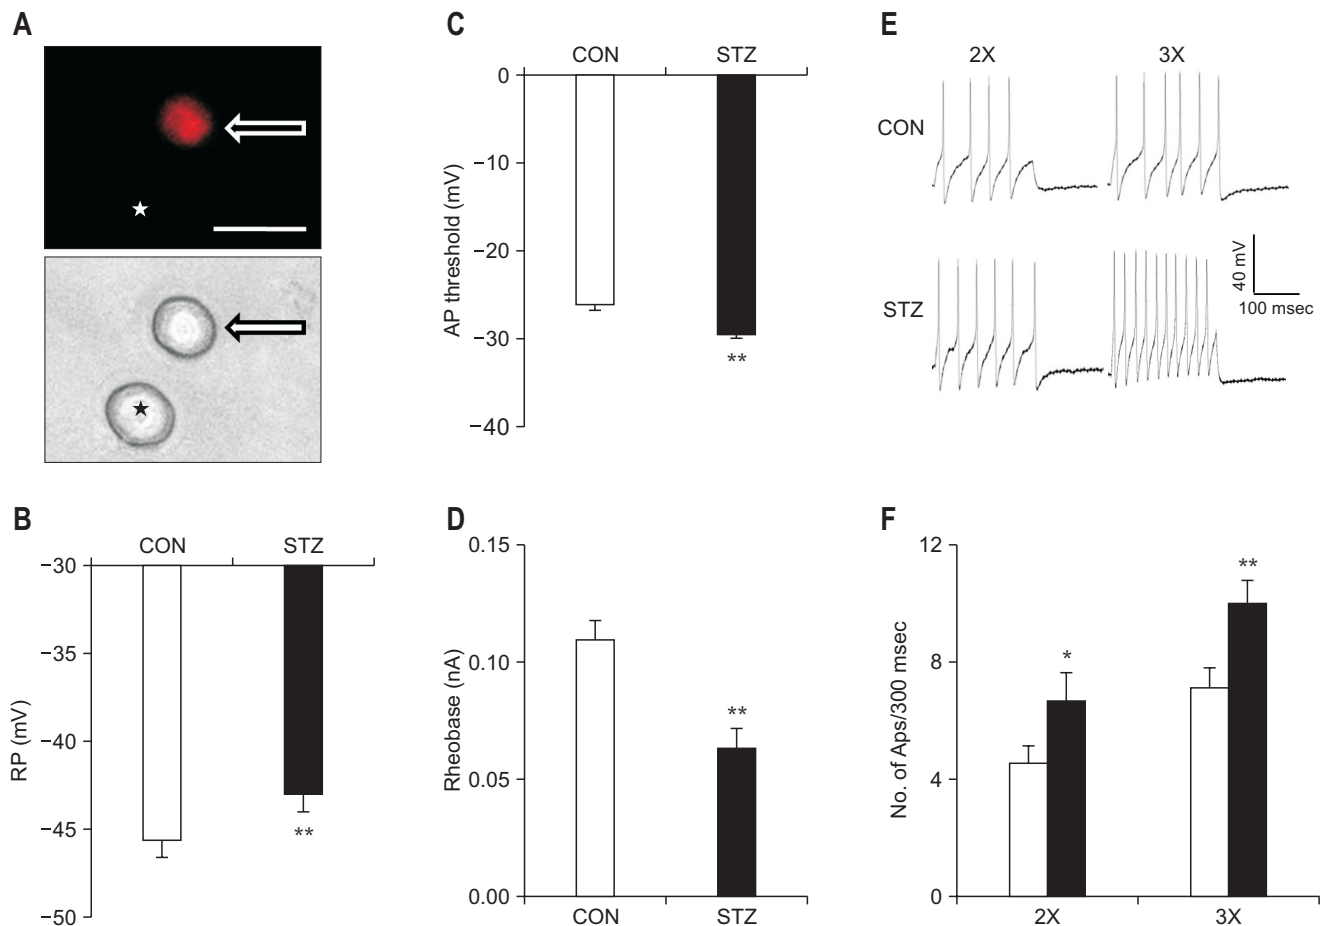 A
B
CON STZ
−30
−35
−40
−45
−50
RP (mV)
**
C
CON STZ
0
−10
−20
−30
−40
AP threshold (mV)
**
D
0.15
0.10
0.05
0.00
Rheobase (nA)
**
CON STZ
E
2X 3X
CON
STZ
40 mV
100 msec
F
12
8
4
0
No. of Aps/300 msec
*
**
2X 3X